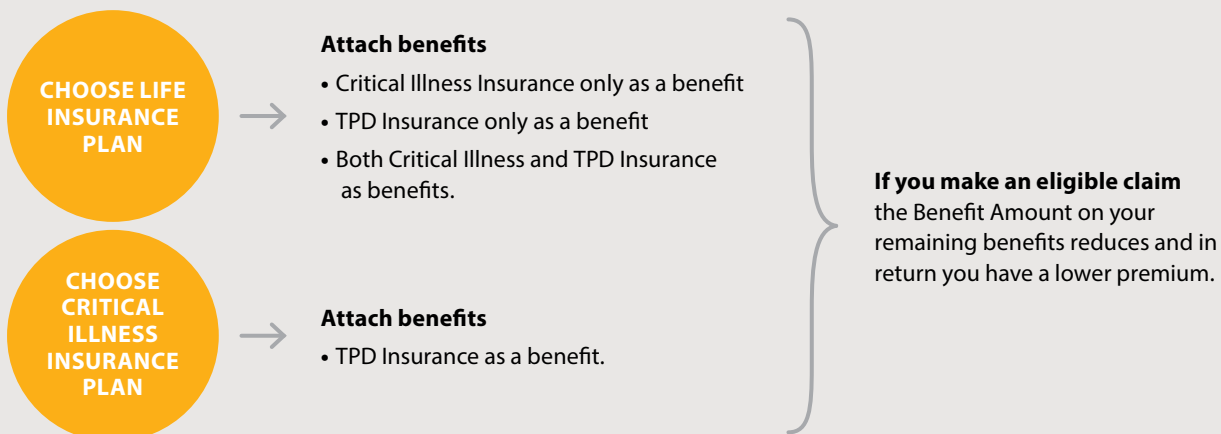 CHOOSE LIFE
INSURANCE
PLAN
Attach benefits
• Critical Illness Insurance only as a benefit
• TPD Insurance only as a benefit
• Both Critical Illness and TPD Insurance
as benefits.
CHOOSE
CRITICAL
ILLNESS
INSURANCE
PLAN
Attach benefits
• TPD Insurance as a benefit.
If you make an eligible claim
the Benefit Amount on your
remaining benefits reduces and in
return you have a lower premium.